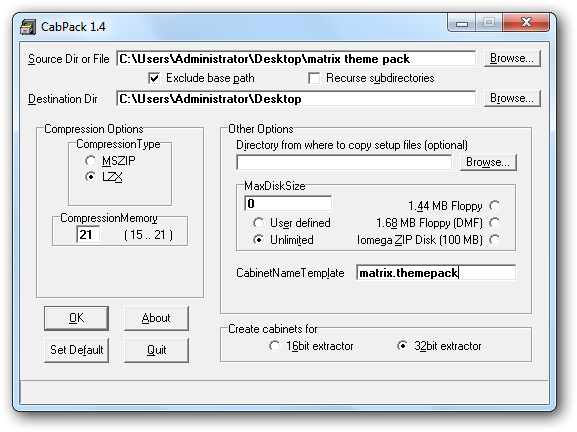 CabPack 1.4
Source Dir or File C:\Users\Administrator\Desktop\matrix theme pack Browse...
Exclude base path Recurse subdirectories
Destination Dir C:\Users\Administrator\Desktop Browse...
Compression Options
CompressionType
MSZIP
LZX
CompressionMemory
21 ( 15 .. 21 )
Other Options
Directory from where to copy setup files (optional)
Browse...
MaxDiskSize
0 1.44 MB Floppy
User defined 1.68 MB Floppy (DMF)
Unlimited Iomega ZIP Disk (100 MB)
CabinetNameTemplate matrix.themepack
OK About
Set Default Quit
Create cabinets for
16bit extractor 32bit extractor